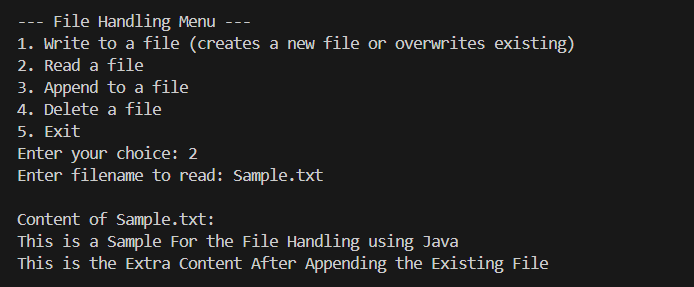 --- File Handling Menu ---
1. Write to a file (creates a new file or overwrites existing)
2. Read a file
3. Append to a file
4. Delete a file
5. Exit
Enter your choice: 2
Enter filename to read: Sample.txt
Content of Sample.txt:
This is a Sample For the File Handling using Java
This is the Extra Content After Appending the Existing File